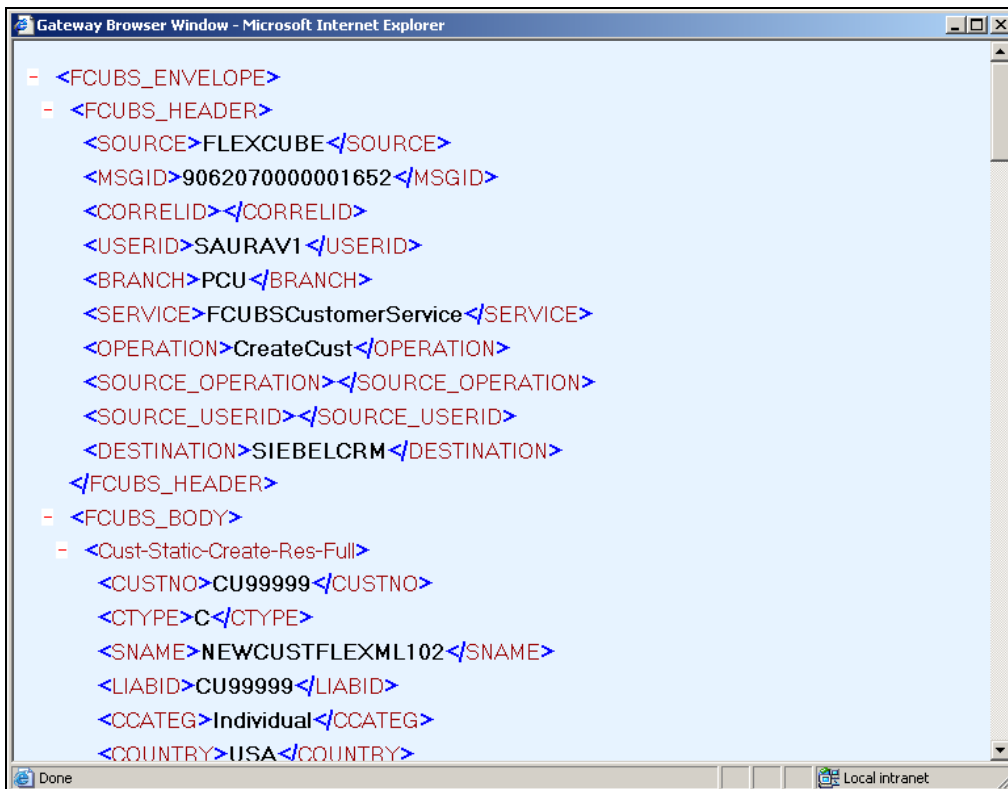 Gateway Browser Window - Microsoft Internet Explorer
- <FCUBS_ENVELOPE>
- <FCUBS_HEADER>
<SOURCE>FLEXCUBE</SOURCE>
<MSGID>9062070000001652</MSGID>
<CORRELID></CORRELID>
<USERID>SAURAV1</USERID>
<BRANCH>PCU</BRANCH>
<SERVICE>FCUBSCustomerService</SERVICE>
<OPERATION>CreateCust</OPERATION>
<SOURCE_OPERATION></SOURCE_OPERATION>
<SOURCE_USERID></SOURCE_USERID>
<DESTINATION>SIEBELCRM</DESTINATION>
</FCUBS_HEADER>
- <FCUBS_BODY>
- <Cust-Static-Create-Res-Full>
<CUSTNO>CU99999</CUSTNO>
<CTYPE>C</CTYPE>
<SNAME>NEWCUSTFLEXML102</SNAME>
<LIABID>CU99999</LIABID>
<CCATEG>Individual</CCATEG>
<COUNTRY>USA</COUNTRY>
Done
Local intranet